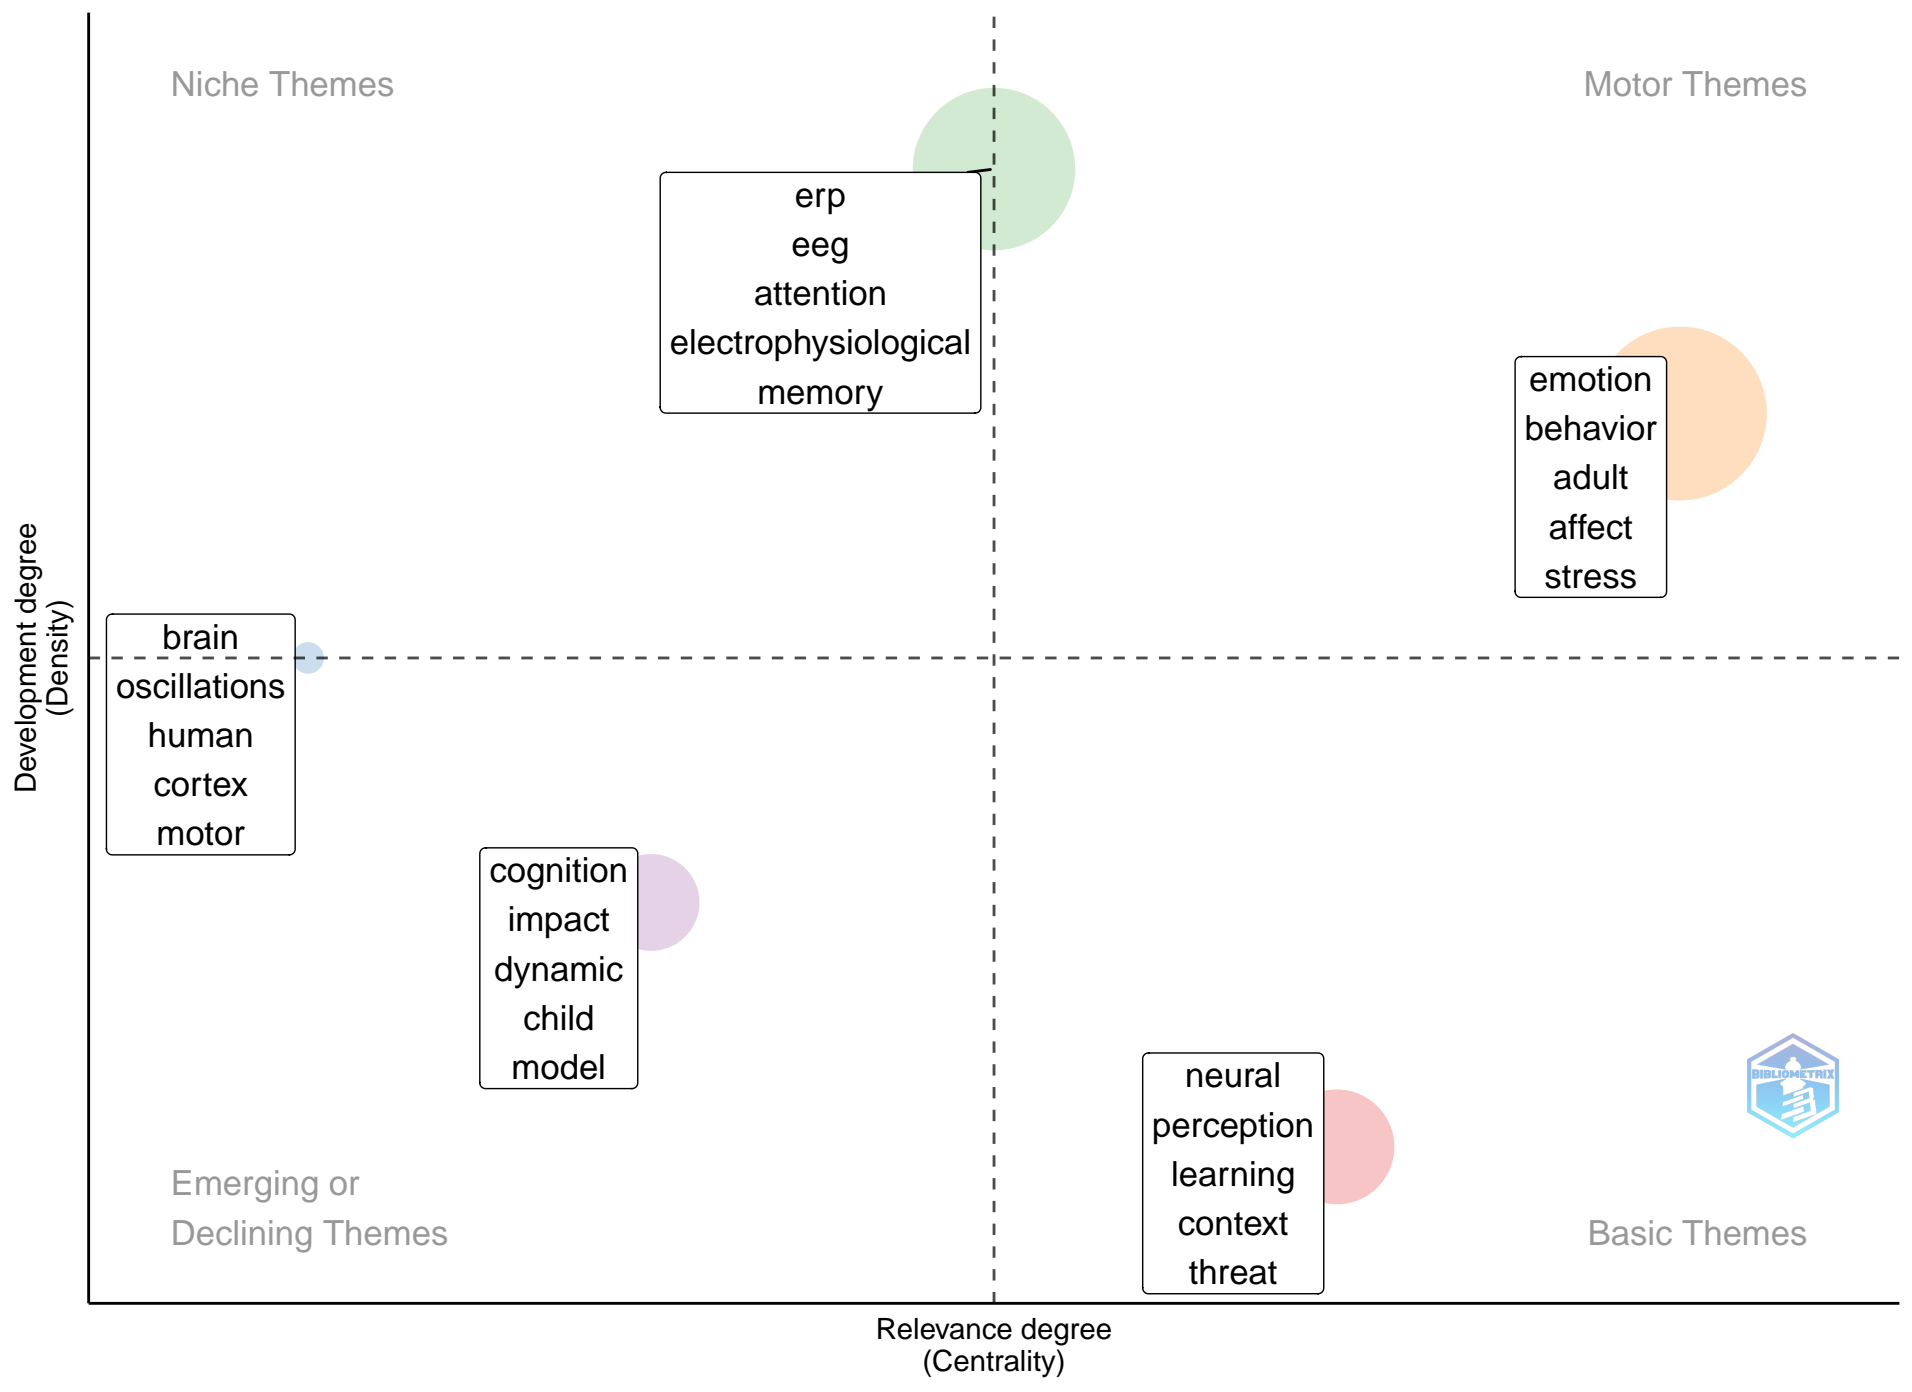 Niche Themes
Motor Themes
erp
eeg
attention
electrophysiological
memory
emotion
behavior
adult
affect
stress
Development degree
(Density)
brain
oscillations
human
cortex
motor
cognition
impact
dynamic
child
model
neural
perception
learning
context
threat
BIBLIOMETRIX
Emerging or
Declining Themes
Basic Themes
Relevance degree
(Centrality)